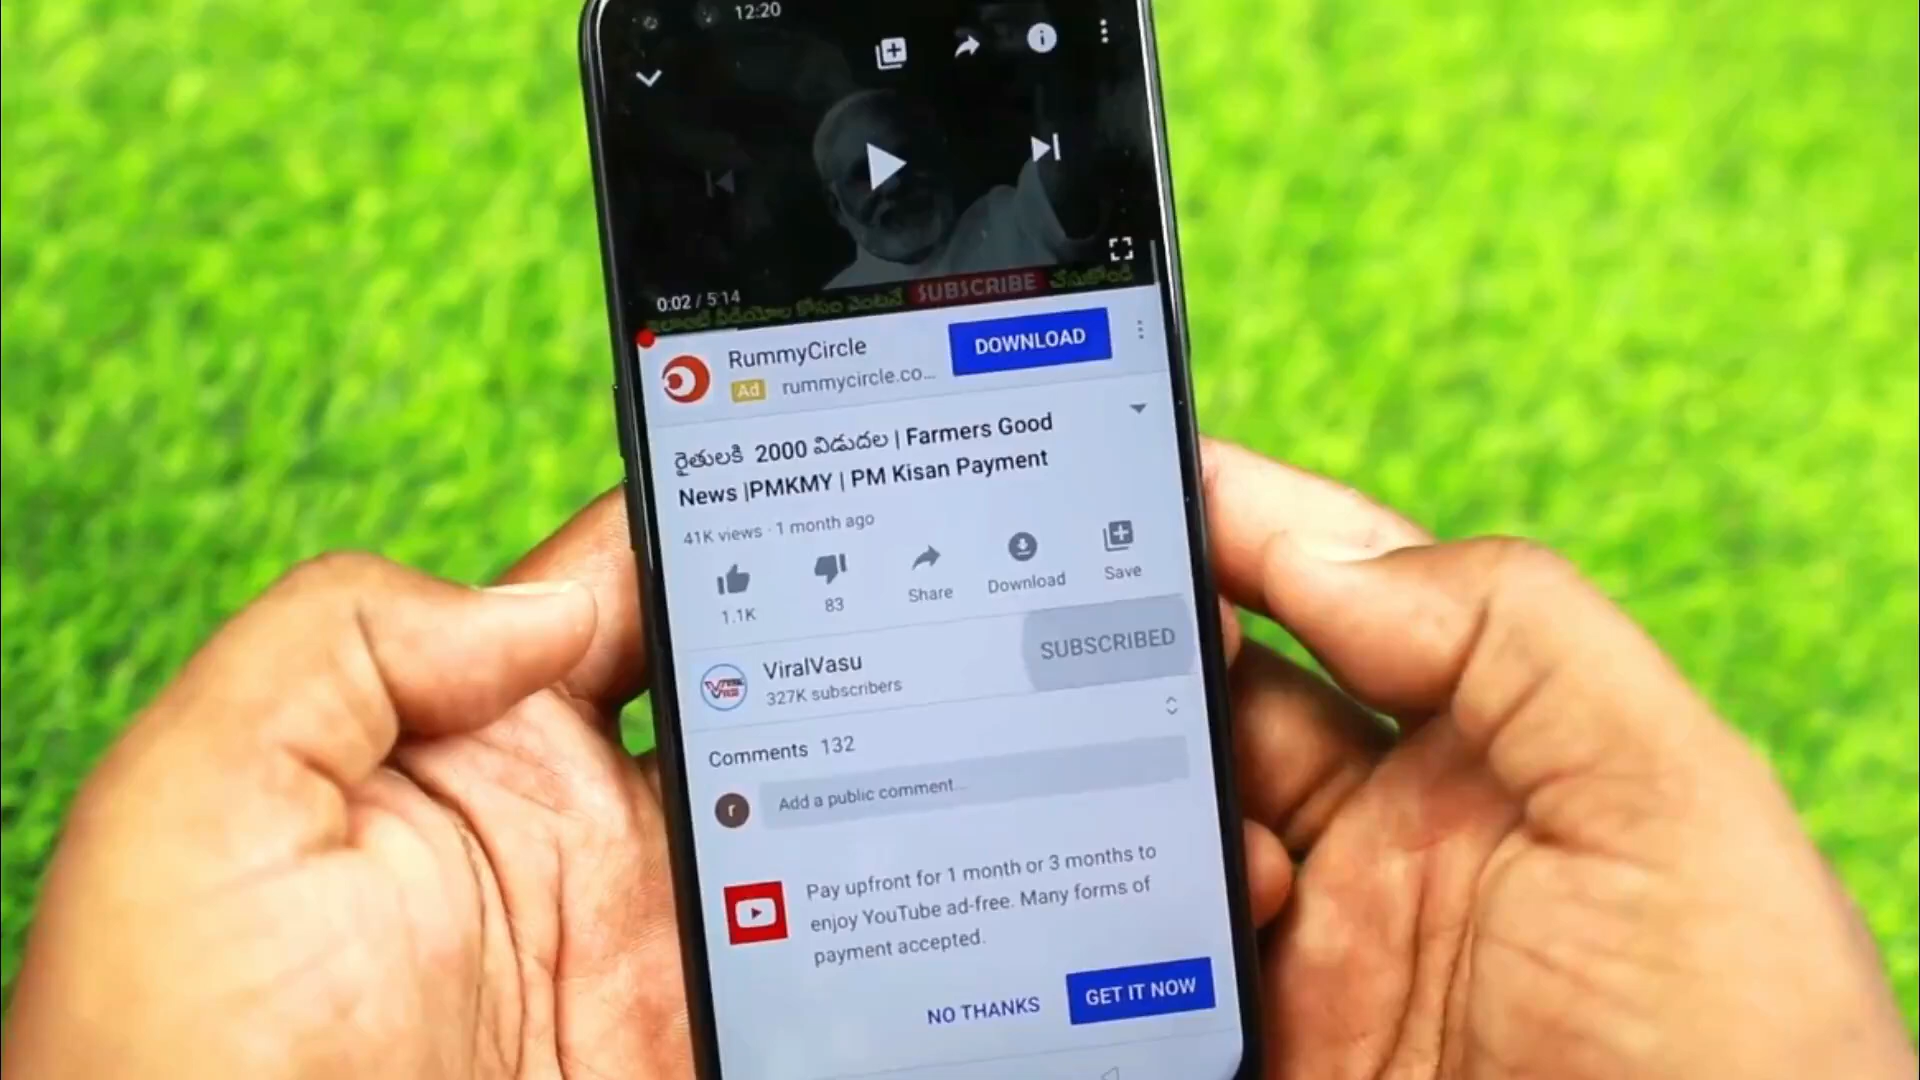 12:20
0:02 / 5:14
ఇలాంటి వీడియోల కోసం వెంటనే SUBSCRIBE చేసుకోండి
RummyCircle
DOWNLOAD
Ad rummycircle.co...
రైతులకి 2000 విడుదల | Farmers Good
News |PMKMY | PM Kisan Payment
41K views · 1 month ago
1.1K
83
Share
Download
Save
ViralVasu
327K subscribers
SUBSCRIBED
Comments 132
r
Add a public comment...
Pay upfront for 1 month or 3 months to
enjoy YouTube ad-free. Many forms of
payment accepted.
NO THANKS
GET IT NOW